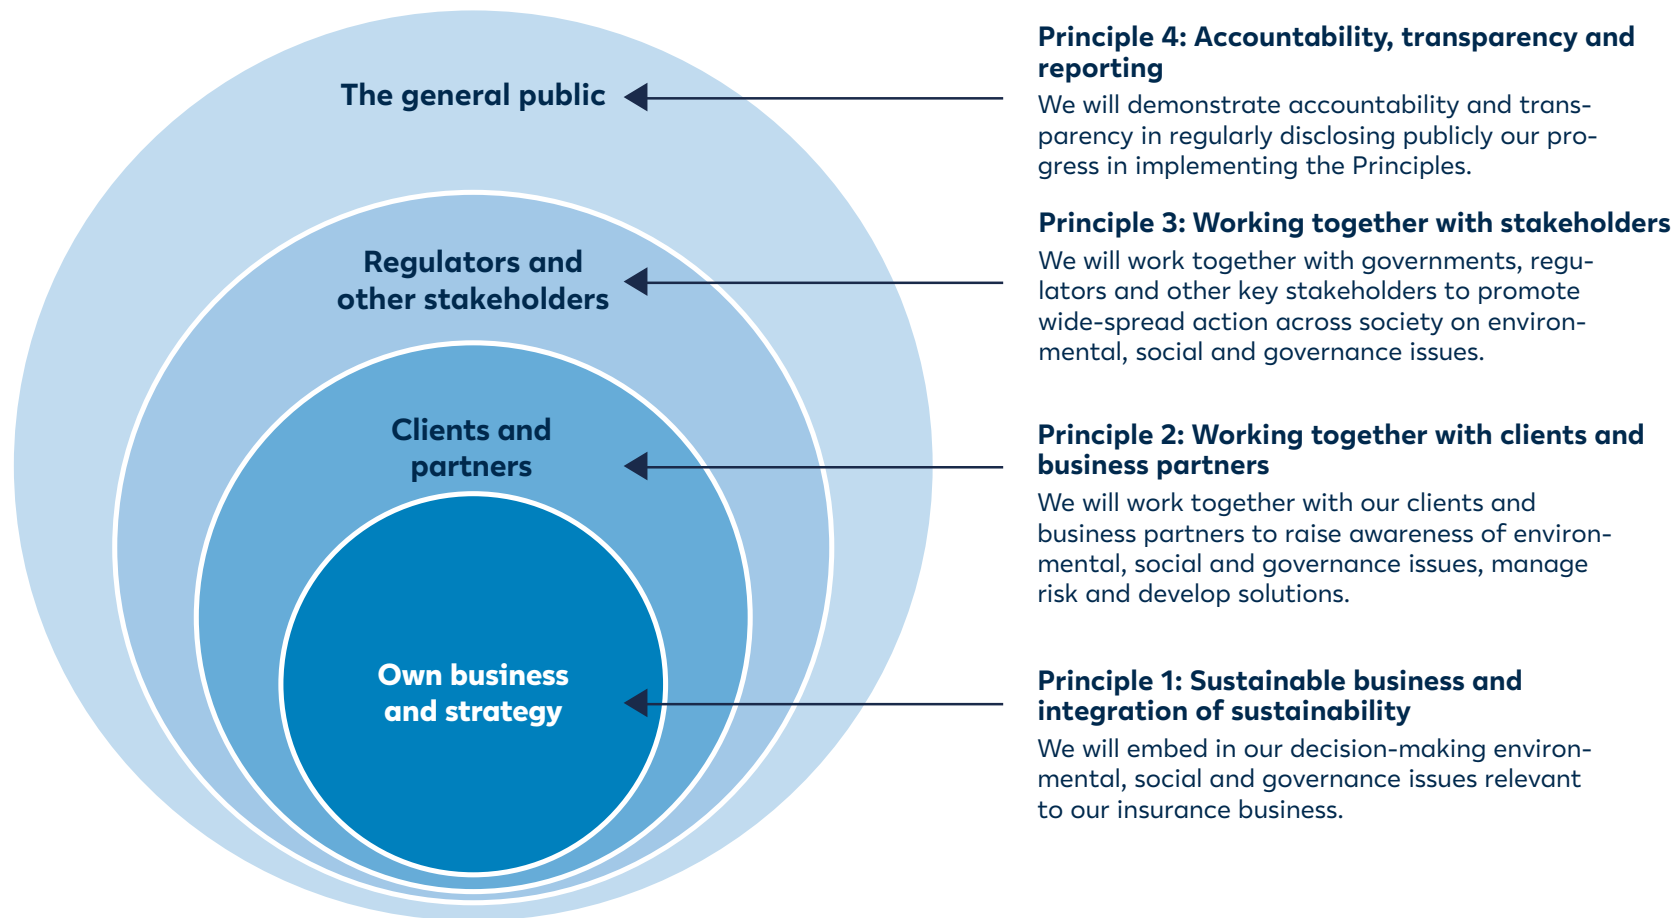 The general public
Principle 4: Accountability, transparency and
reporting
We will demonstrate accountability and trans-
parency in regularly disclosing publicly our pro-
gress in implementing the Principles.
Regulators and
other stakeholders
Principle 3: Working together with stakeholders
We will work together with governments, regu-
lators and other key stakeholders to promote
wide-spread action across society on environ-
mental, social and governance issues.
Clients and
partners
Principle 2: Working together with clients and
business partners
We will work together with our clients and
business partners to raise awareness of environ-
mental, social and governance issues, manage
risk and develop solutions.
Own business
and strategy
Principle 1: Sustainable business and
integration of sustainability
We will embed in our decision-making environ-
mental, social and governance issues relevant
to our insurance business.